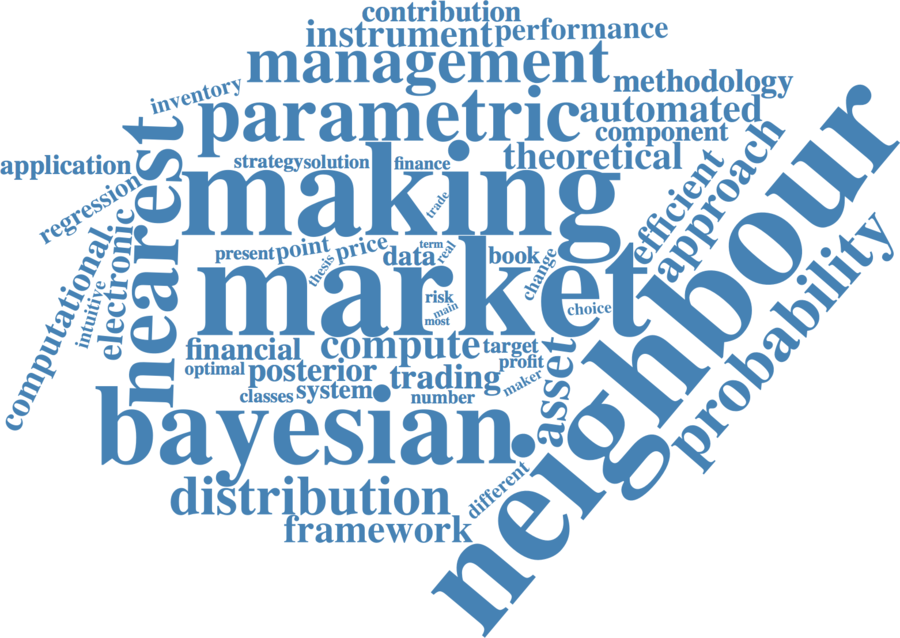 contribution
instrument
performance
management
methodology
inventory
parametric
automated
component
application
strategy
solution
finance
theoretical
nearest
making
trade
efficient
approach
neighbour
regression
electronic
computational.
intuitive
present
point
price
thesis
data
term
real
book
change
market
risk
main
most
choice
probability
financial
compute
target
optimal
posterior
trading
profit
maker
asset
classes
system
number
bayesian
.
distribution
different
framework